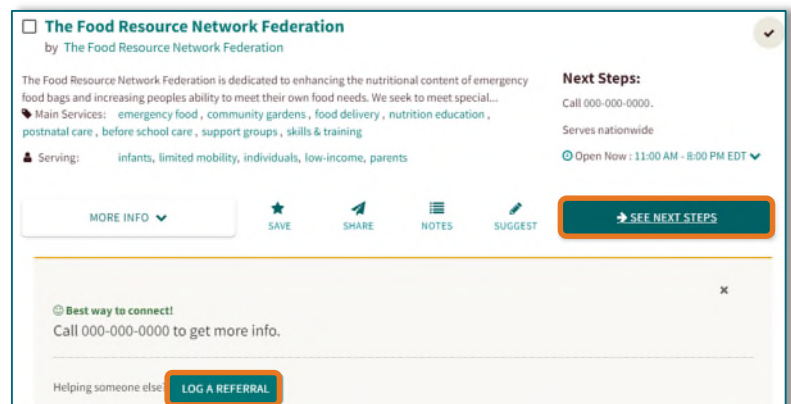 The Food Resource Network Federation
by The Food Resource Network Federation
The Food Resource Network Federation is dedicated to enhancing the nutritional content of emergency
food bags and increasing peoples ability to meet their own food needs. We seek to meet special...
Main Services: emergency food , community gardens , food delivery , nutrition education ,
postnatal care , before school care , support groups , skills & training
Serving: infants, limited mobility, individuals, low-income, parents
Next Steps:
Call 000-000-0000.
Serves nationwide
Open Now : 11:00 AM - 8:00 PM EDT
MORE INFO
SAVE
SHARE
NOTES
SUGGEST
SEE NEXT STEPS
Best way to connect!
Call 000-000-0000 to get more info.
Helping someone else?
LOG A REFERRAL